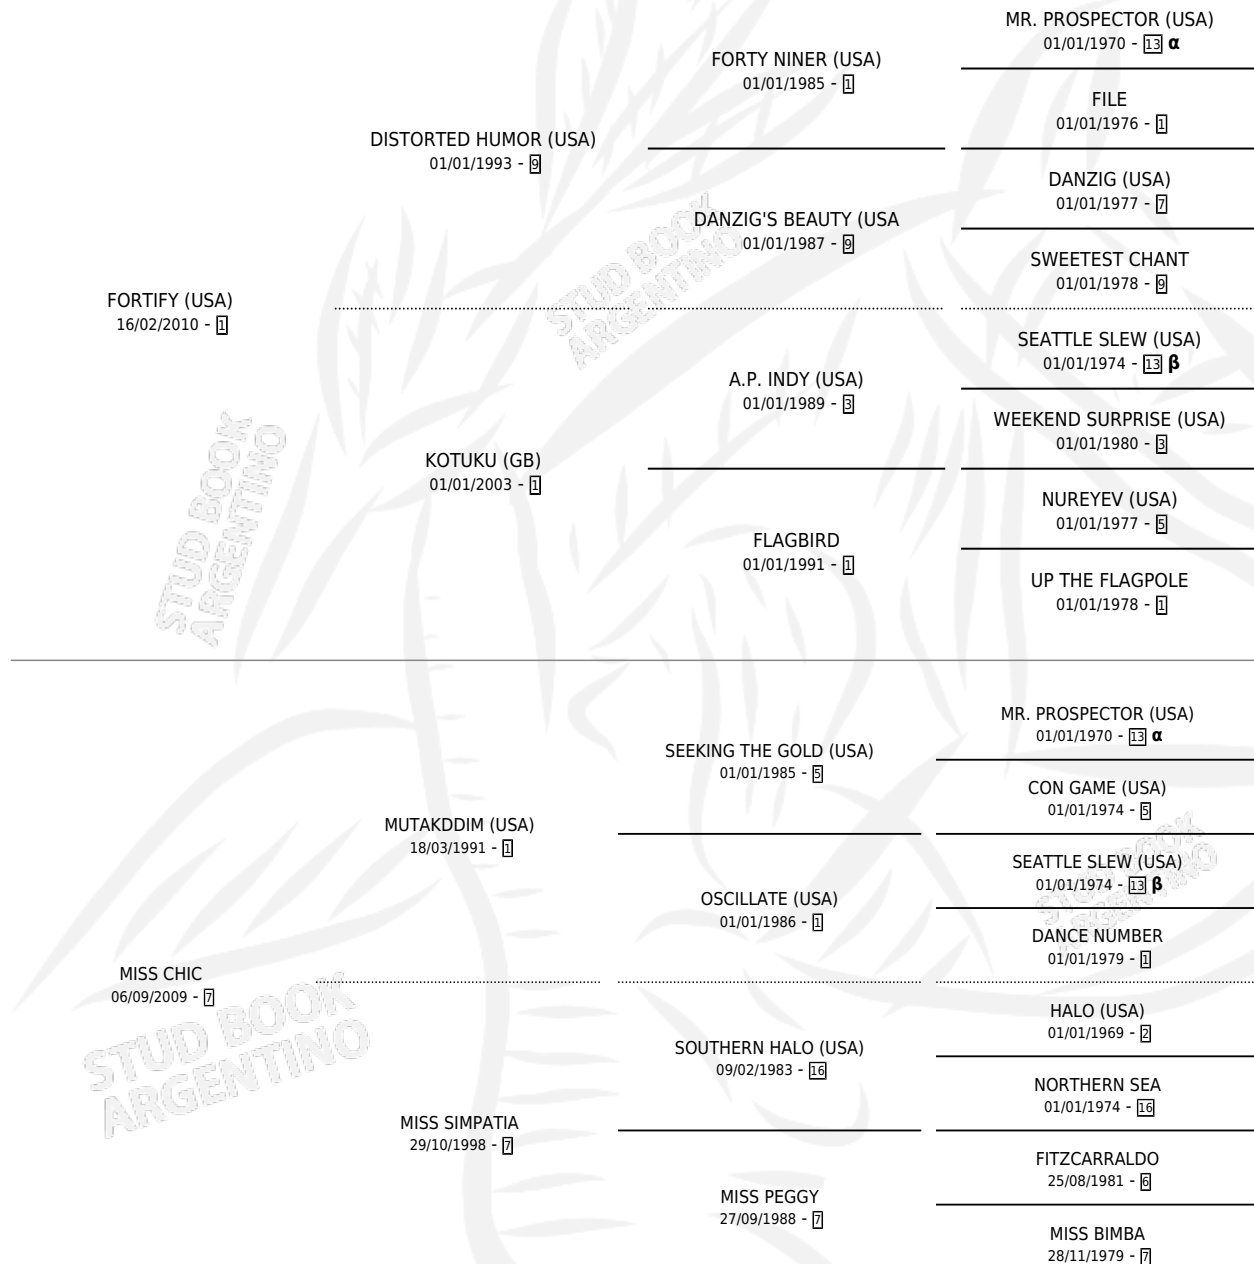 MR. PROSPECTOR (USA)
01/01/1970 - 13 α
FORTY NINER (USA)
01/01/1985 - 1
FILE
01/01/1976 - 1
DISTORTED HUMOR (USA)
01/01/1993 - 9
DANZIG (USA)
01/01/1977 - 7
DANZIG'S BEAUTY (USA
01/01/1987 - 9
SWEETEST CHANT
01/01/1978 - 9
FORTIFY (USA)
16/02/2010 - 1
SEATTLE SLEW (USA)
01/01/1974 - 13 β
A.P. INDY (USA)
01/01/1989 - 3
WEEKEND SURPRISE (USA)
01/01/1980 - 3
KOTUKU (GB)
01/01/2003 - 1
NUREYEV (USA)
01/01/1977 - 5
FLAGBIRD
01/01/1991 - 1
UP THE FLAGPOLE
01/01/1978 - 1
MR. PROSPECTOR (USA)
01/01/1970 - 13 α
SEEKING THE GOLD (USA)
01/01/1985 - 5
CON GAME (USA)
01/01/1974 - 5
MUTAKDDIM (USA)
18/03/1991 - 1
SEATTLE SLEW (USA)
01/01/1974 - 13 β
OSCILLATE (USA)
01/01/1986 - 1
DANCE NUMBER
01/01/1979 - 1
MISS CHIC
06/09/2009 - 7
HALO (USA)
01/01/1969 - 2
SOUTHERN HALO (USA)
09/02/1983 - 16
NORTHERN SEA
01/01/1974 - 16
MISS SIMPATIA
29/10/1998 - 7
FITZCARRALDO
25/08/1981 - 6
MISS PEGGY
27/09/1988 - 7
MISS BIMBA
28/11/1979 - 7
STUD BOOK
ARGENTINO
STUD BOOK
ARGENTINO
STUD BOOK
ARGENTINO
STUD BOOK
ARGENTINO